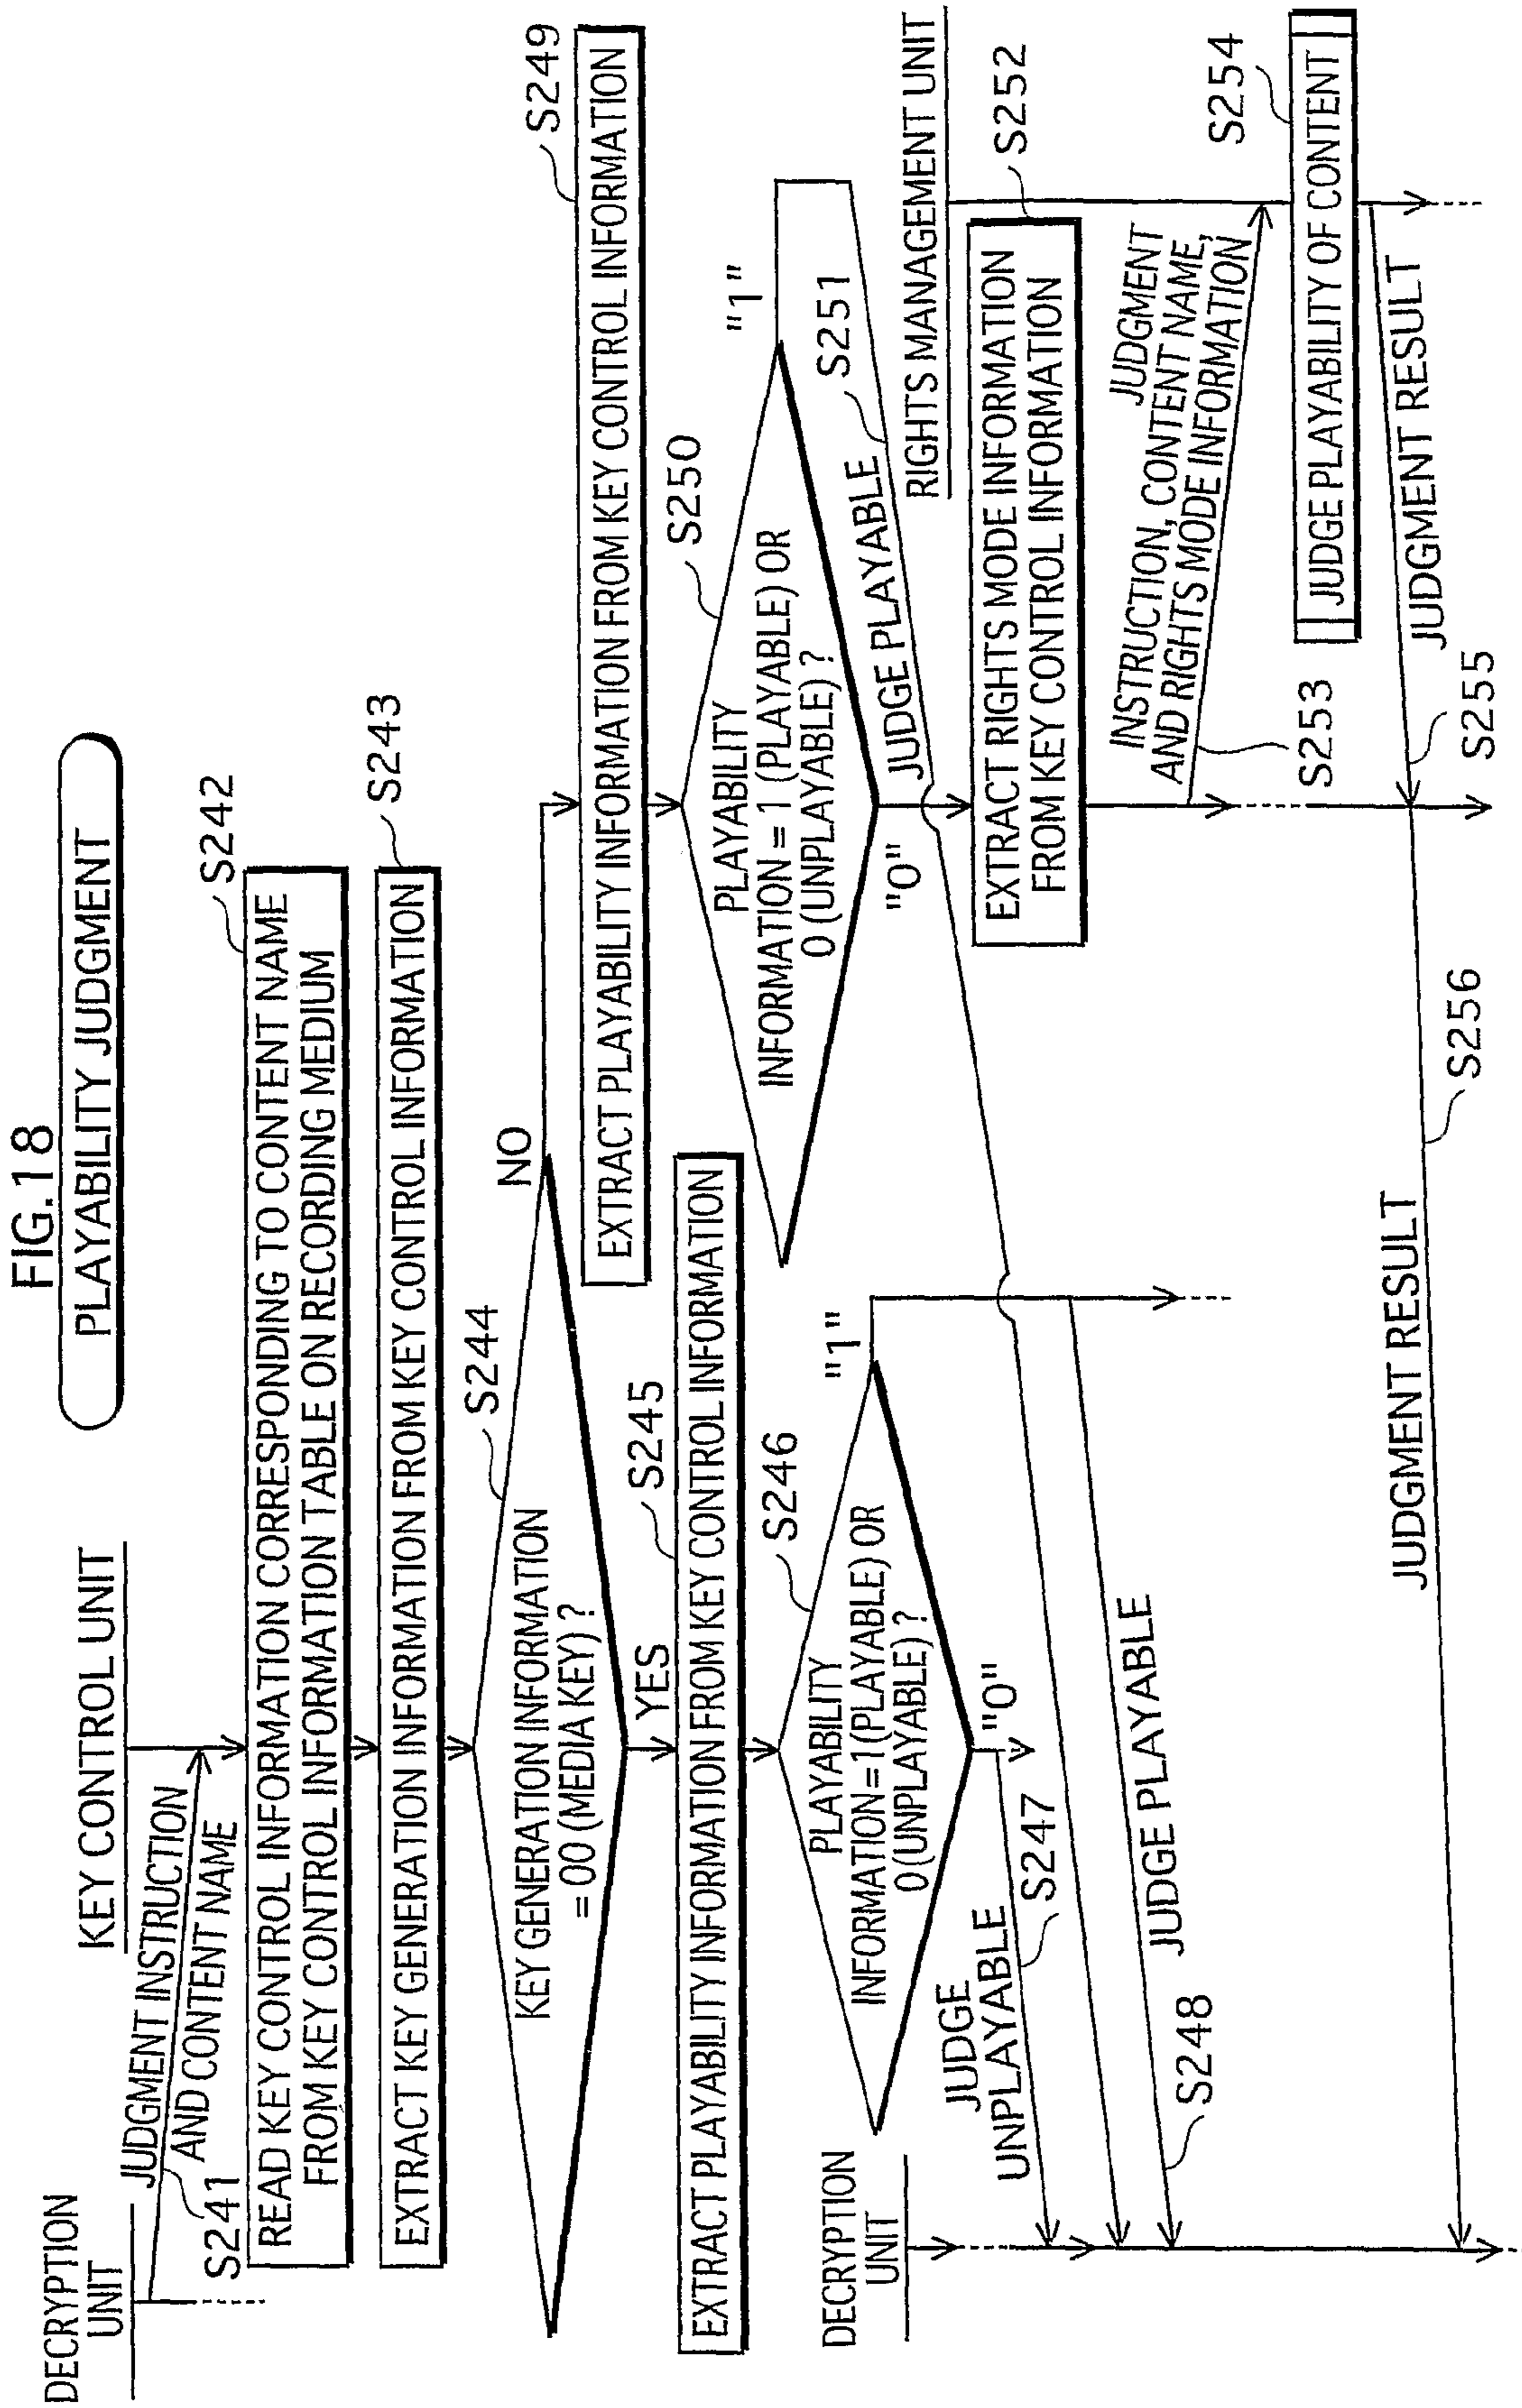 FIG.18
PLAYABILITY JUDGMENT
DECRYPTION
UNIT
KEY CONTROL UNIT
JUDGMENT INSTRUCTION
AND CONTENT NAME
S241
S242
READ KEY CONTROL INFORMATION CORRESPONDING TO CONTENT NAME
FROM KEY CONTROL INFORMATION TABLE ON RECORDING MEDIUM
S243
EXTRACT KEY GENERATION INFORMATION FROM KEY CONTROL INFORMATION
S244
KEY GENERATION INFORMATION
= 00 (MEDIA KEY) ?
NO
YES
S245
EXTRACT PLAYABILITY INFORMATION FROM KEY CONTROL INFORMATION
S246
PLAYABILITY
INFORMATION=1(PLAYABLE) OR
0(UNPLAYABLE) ?
"1"
"0"
DECRYPTION
UNIT
JUDGE
UNPLAYABLE
S247
JUDGE PLAYABLE
S248
S249
EXTRACT PLAYABILITY INFORMATION FROM KEY CONTROL INFORMATION
S250
PLAYABILITY
INFORMATION = 1 (PLAYABLE) OR
0 (UNPLAYABLE) ?
"1"
"0"
JUDGE PLAYABLE
S251
RIGHTS MANAGEMENT UNIT
S252
EXTRACT RIGHTS MODE INFORMATION
FROM KEY CONTROL INFORMATION
JUDGMENT
INSTRUCTION, CONTENT NAME,
AND RIGHTS MODE INFORMATION
S253
S254
JUDGE PLAYABILITY OF CONTENT
JUDGMENT RESULT
S255
JUDGMENT RESULT
S256